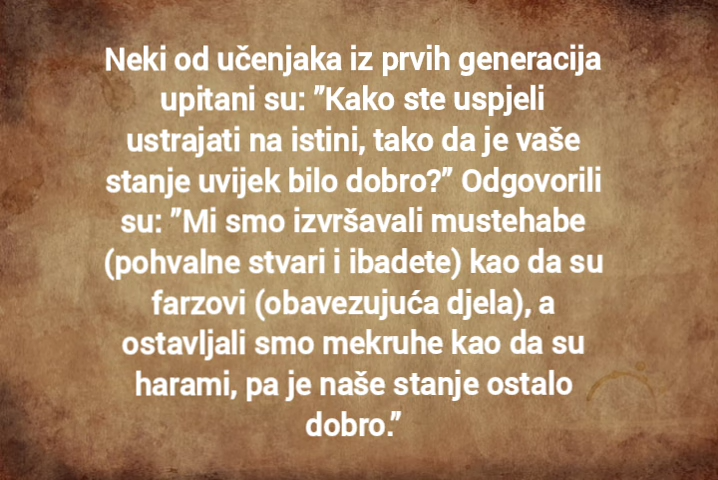 Neki od učenjaka iz prvih generacija
upitani su: ”Kako ste uspjeli
ustrajati na istini, tako da je vaše
stanje uvijek bilo dobro?” Odgovorili
su: ”Mi smo izvršavali mustehabe
(pohvalne stvari i ibadete) kao da su
farzovi (obavezujuća djela), a
ostavljali smo mekruhe kao da su
harami, pa je naše stanje ostalo
dobro.”